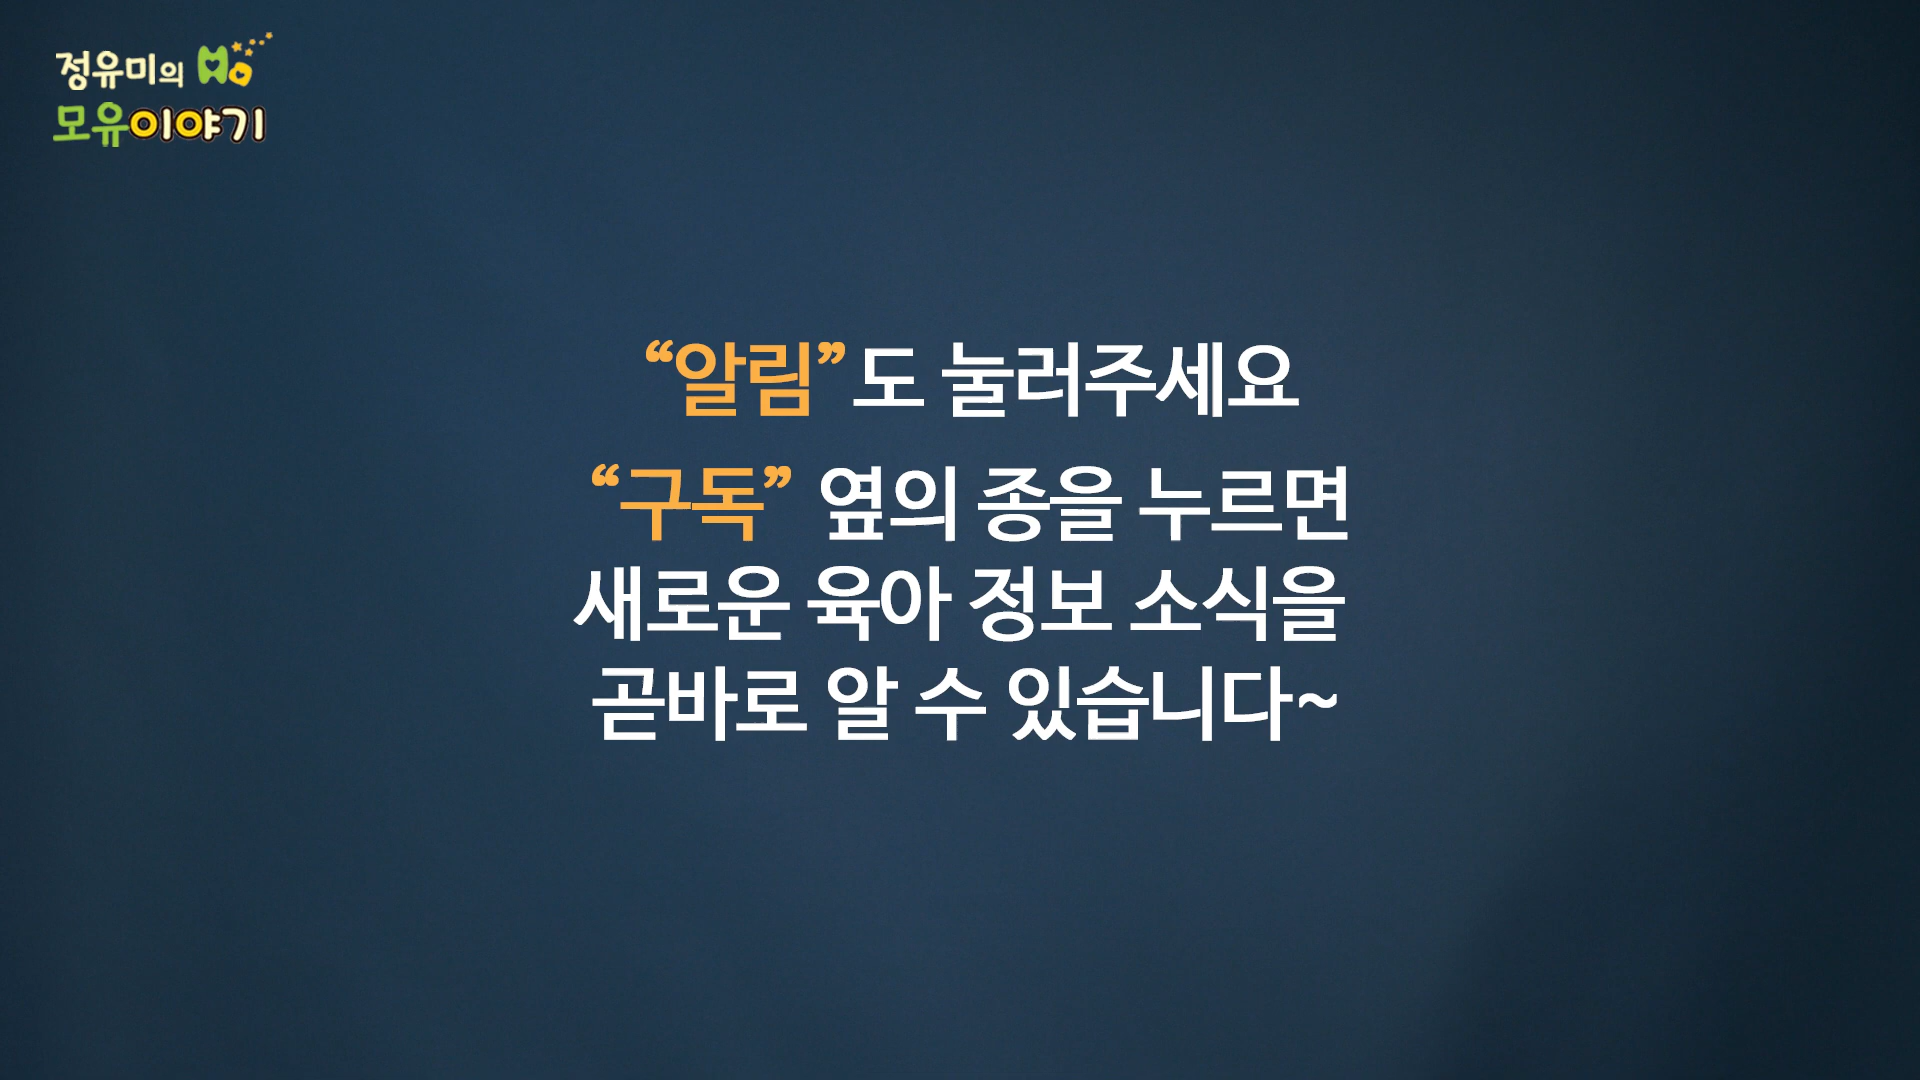 정유미의
모유이야기
“알림”도 눌러주세요
“구독” 옆의 종을 누르면
새로운 육아 정보 소식을
곧바로 알 수 있습니다~